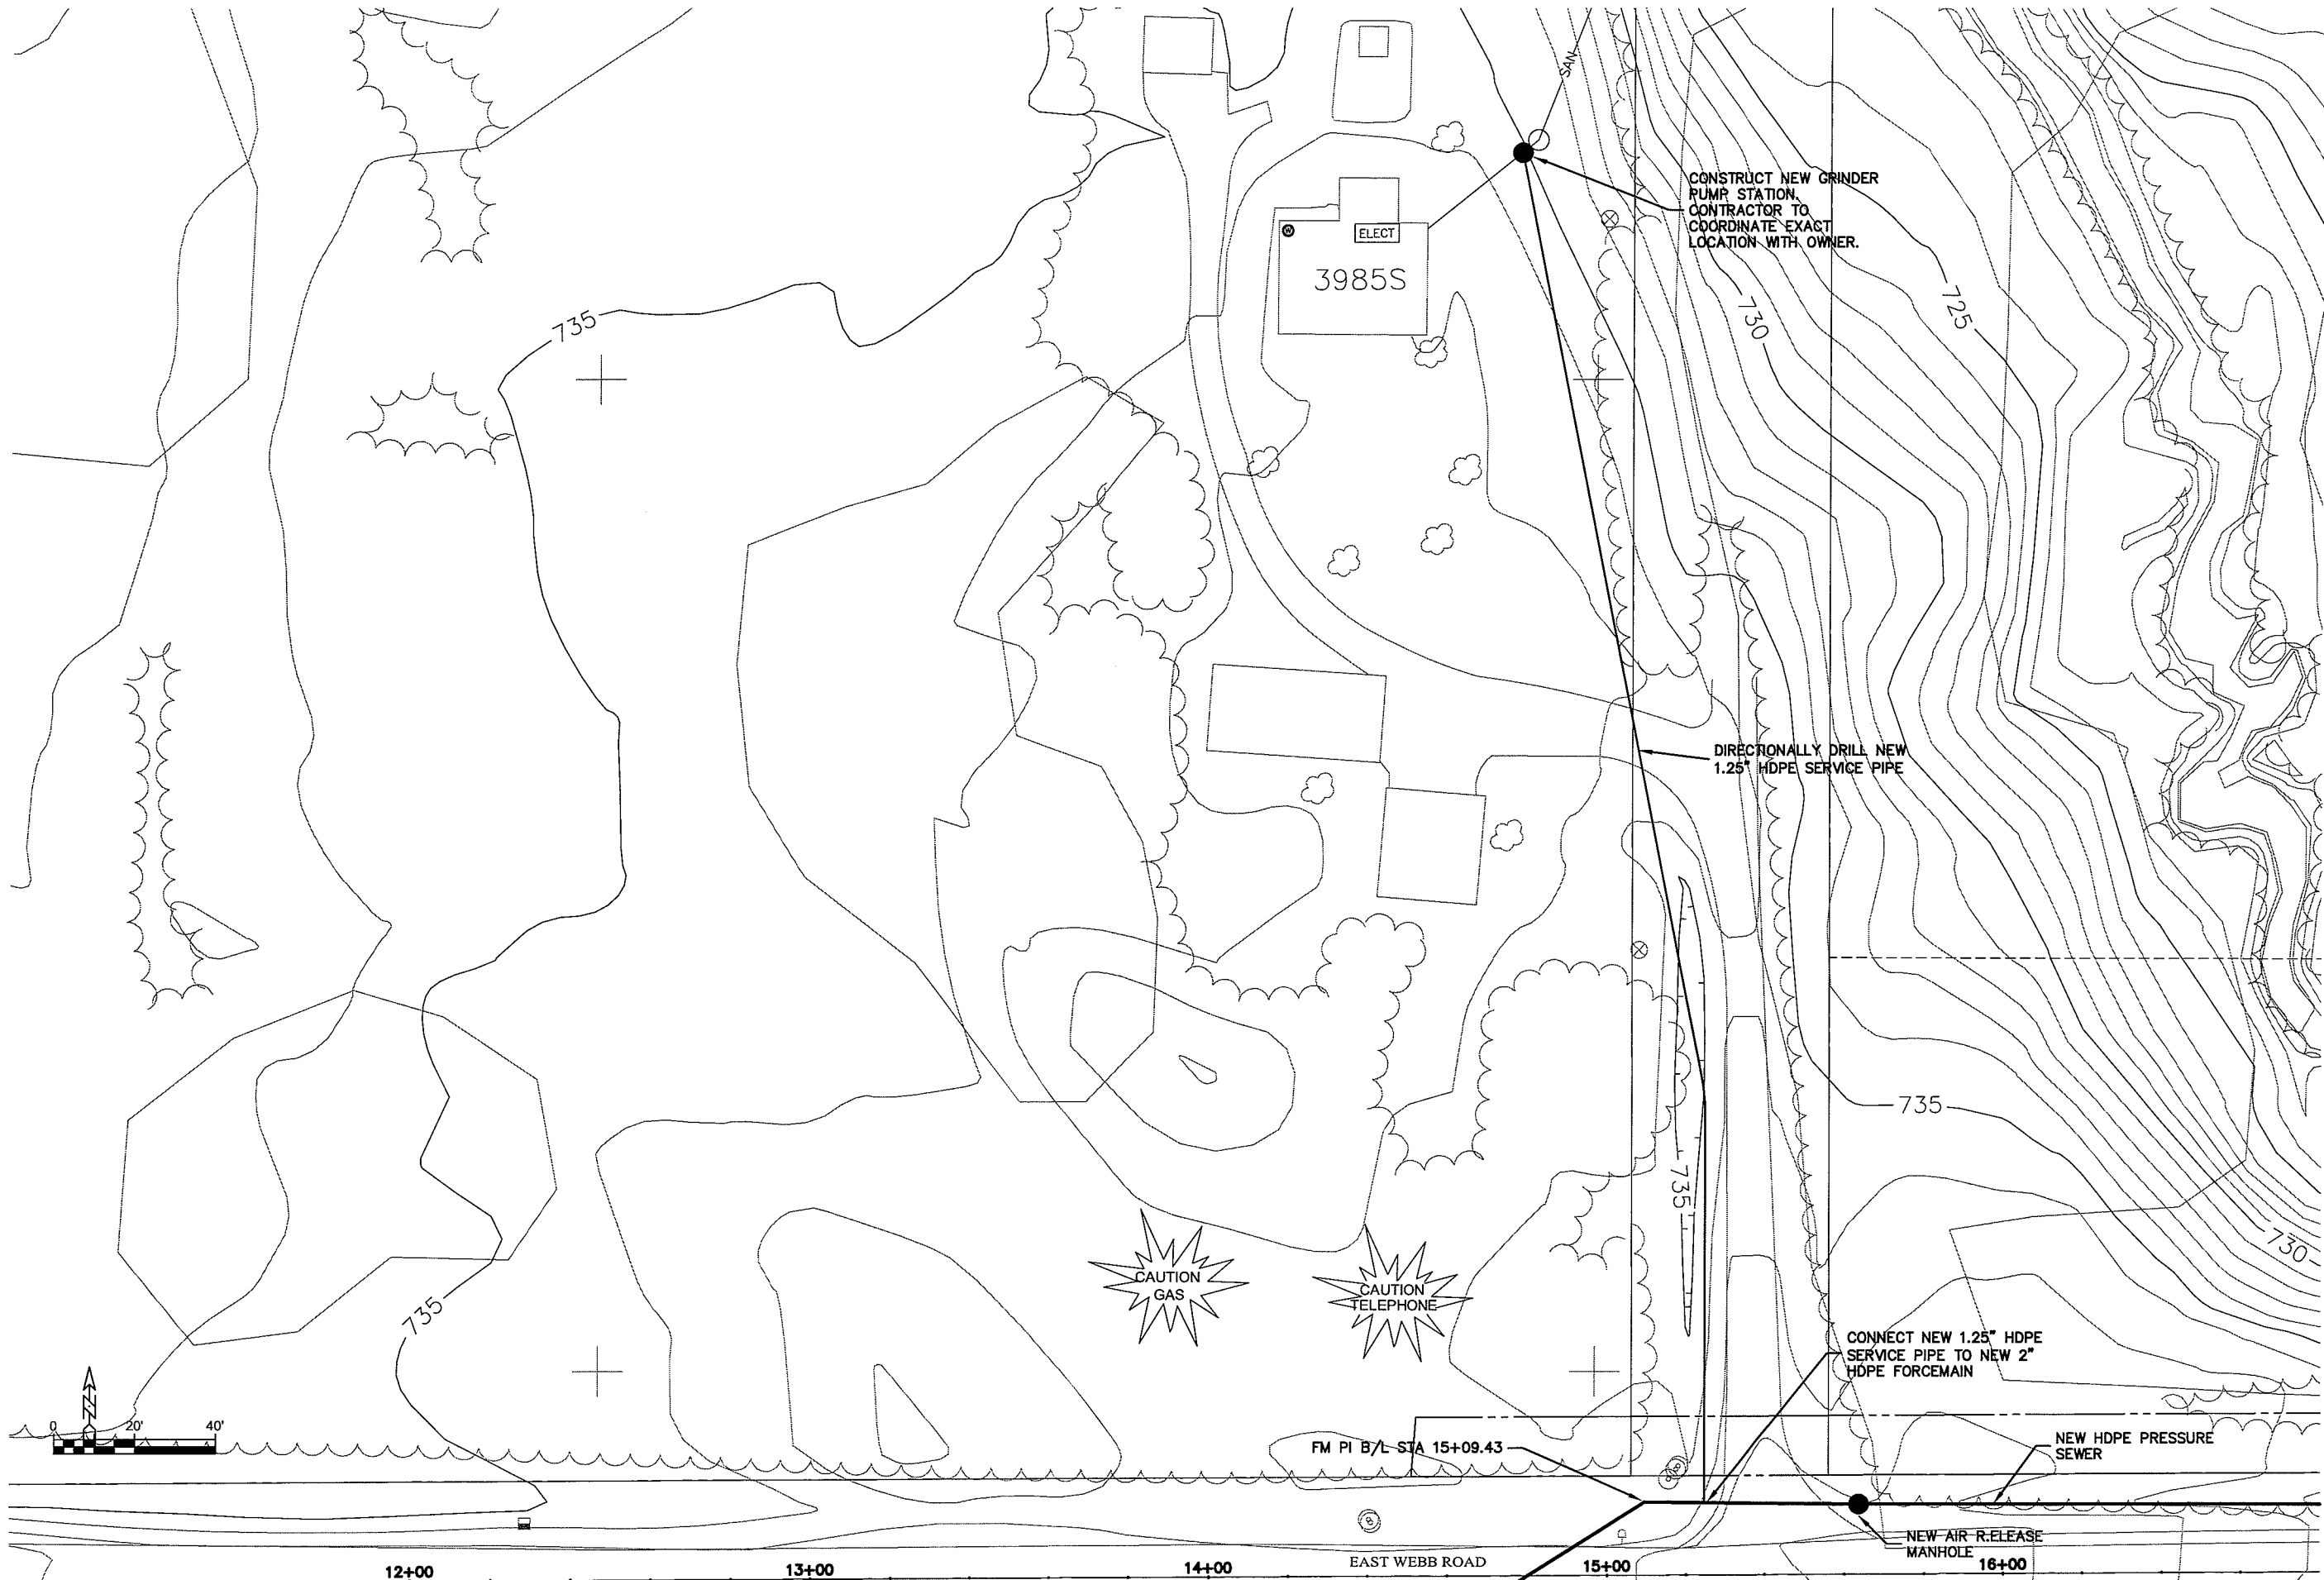 SAN
CONSTRUCT NEW GRINDER
PUMP STATION.
CONTRACTOR TO
COORDINATE EXACT
LOCATION WITH OWNER.
W
ELECT
3985S
735
730
725
DIRECTIONALLY DRILL NEW
1.25" HDPE SERVICE PIPE
735
735
730
CAUTION
GAS
CAUTION
TELEPHONE
735
CONNECT NEW 1.25" HDPE
SERVICE PIPE TO NEW 2"
HDPE FORCEMAIN
N
0 20' 40'
FM PI B/L STA 15+09.43
NEW HDPE PRESSURE
SEWER
8
NEW AIR R.ELEASE
MANHOLE
EAST WEBB ROAD
12+00 13+00 14+00 15+00 16+00